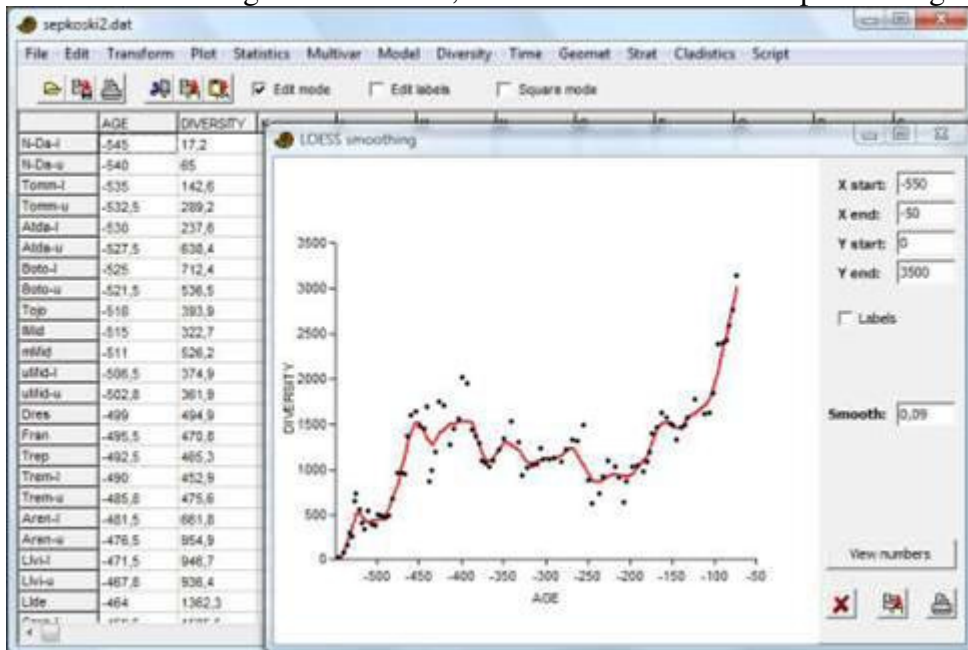 sepkoski2.dat
File Edit Transform Plot Statistics Multivar Model Diversity Time Geomet Strat Cladistics Script
Edit mode Edit labels Square mode
AGE DIVERSITY
N-Da-l -545 17,2
N-Da-u -540 65
Tomm-l -535 142,6
Tomm-u -532,5 289,2
Atda-l -530 237,6
Atda-u -527,5 638,4
Boto-l -525 712,4
Boto-u -521,5 536,5
Tojo -518 393,9
lMid -515 322,7
mMid -511 526,2
uMid-l -506,5 374,9
uMid-u -502,8 361,9
Dres -499 494,9
Fran -495,5 470,8
Trep -492,5 465,3
Trem-l -490 452,9
Trem-u -485,8 475,6
Aren-l -481,5 661,8
Aren-u -476,5 954,9
Llvi-l -471,5 946,7
Llvi-u -467,8 936,4
Llde -464 1362,3
LOESS smoothing
3500
3000
2500
2000
1500
1000
500
0
DIVERSITY
-500 -450 -400 -350 -300 -250 -200 -150 -100 -50
AGE
X start: -550
X end: -50
Y start: 0
Y end: 3500
Labels
Smooth: 0,09
View numbers